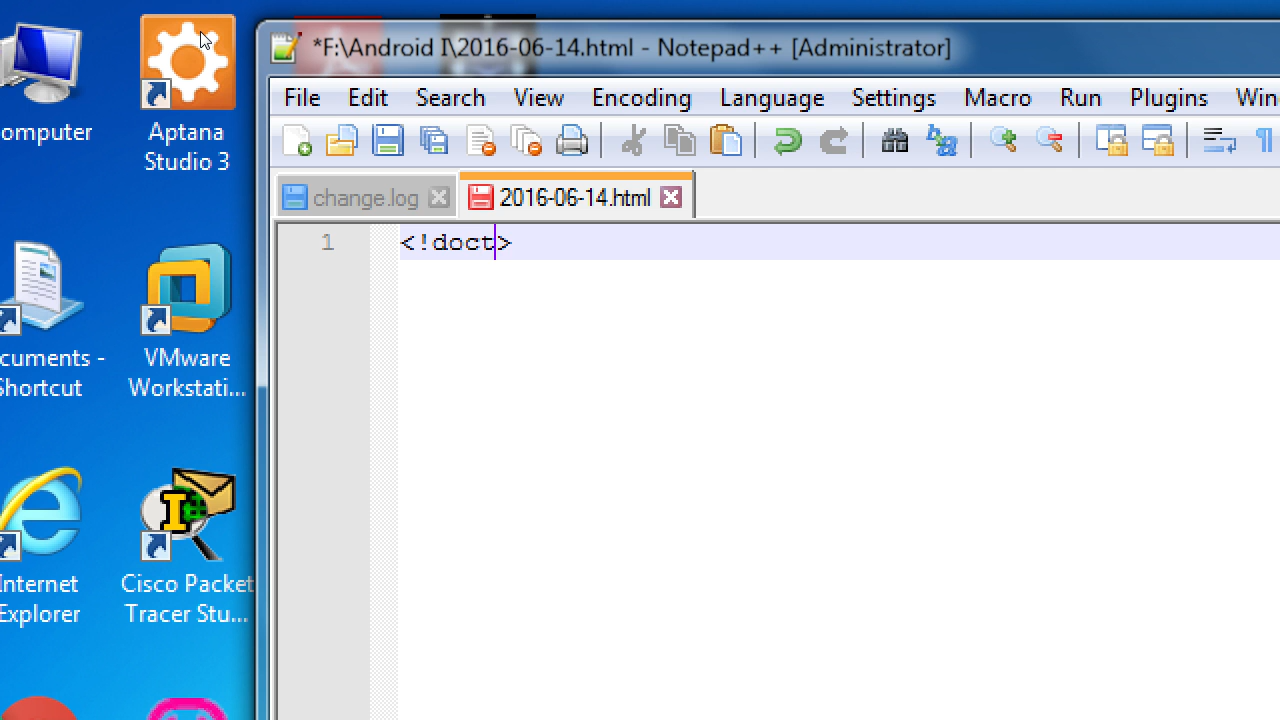 *F:\Android I\2016-06-14.html - Notepad++ [Administrator]
File Edit Search View Encoding Language Settings Macro Run Plugins Win
change.log 2016-06-14.html
1 <!doct>
omputer
Aptana
Studio 3
cuments -
Shortcut
VMware
Workstati...
Internet
Explorer
Cisco Packet
Tracer Stu...